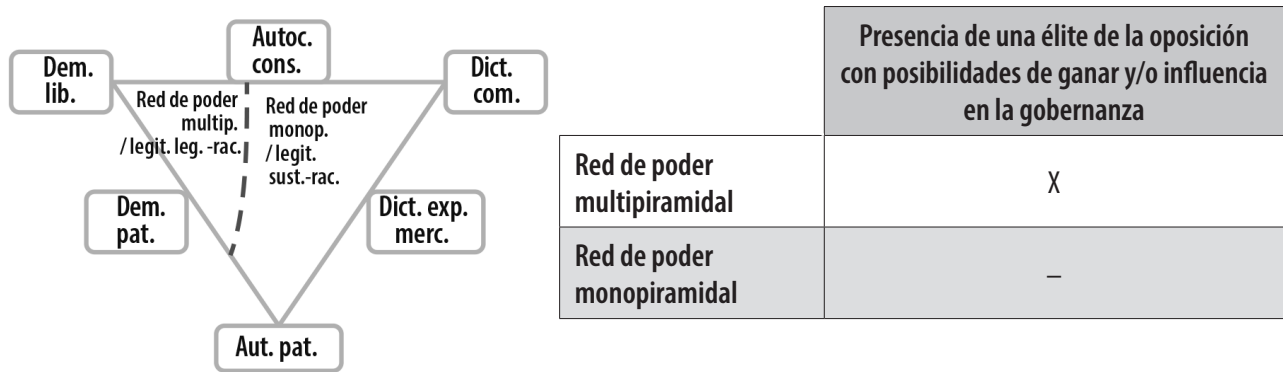 Autoc.
cons.
Dem.
lib.
Dict.
com.
Red de poder
multip.
/ legit. leg. -rac.
Red de poder
monop.
/ legit.
sust.-rac.
Dem.
pat.
Dict. exp.
merc.
Aut. pat.
Presencia de una élite de la oposición
con posibilidades de ganar y/o influencia
en la gobernanza
Red de poder
multipiramidal
X
Red de poder
monopiramidal
–